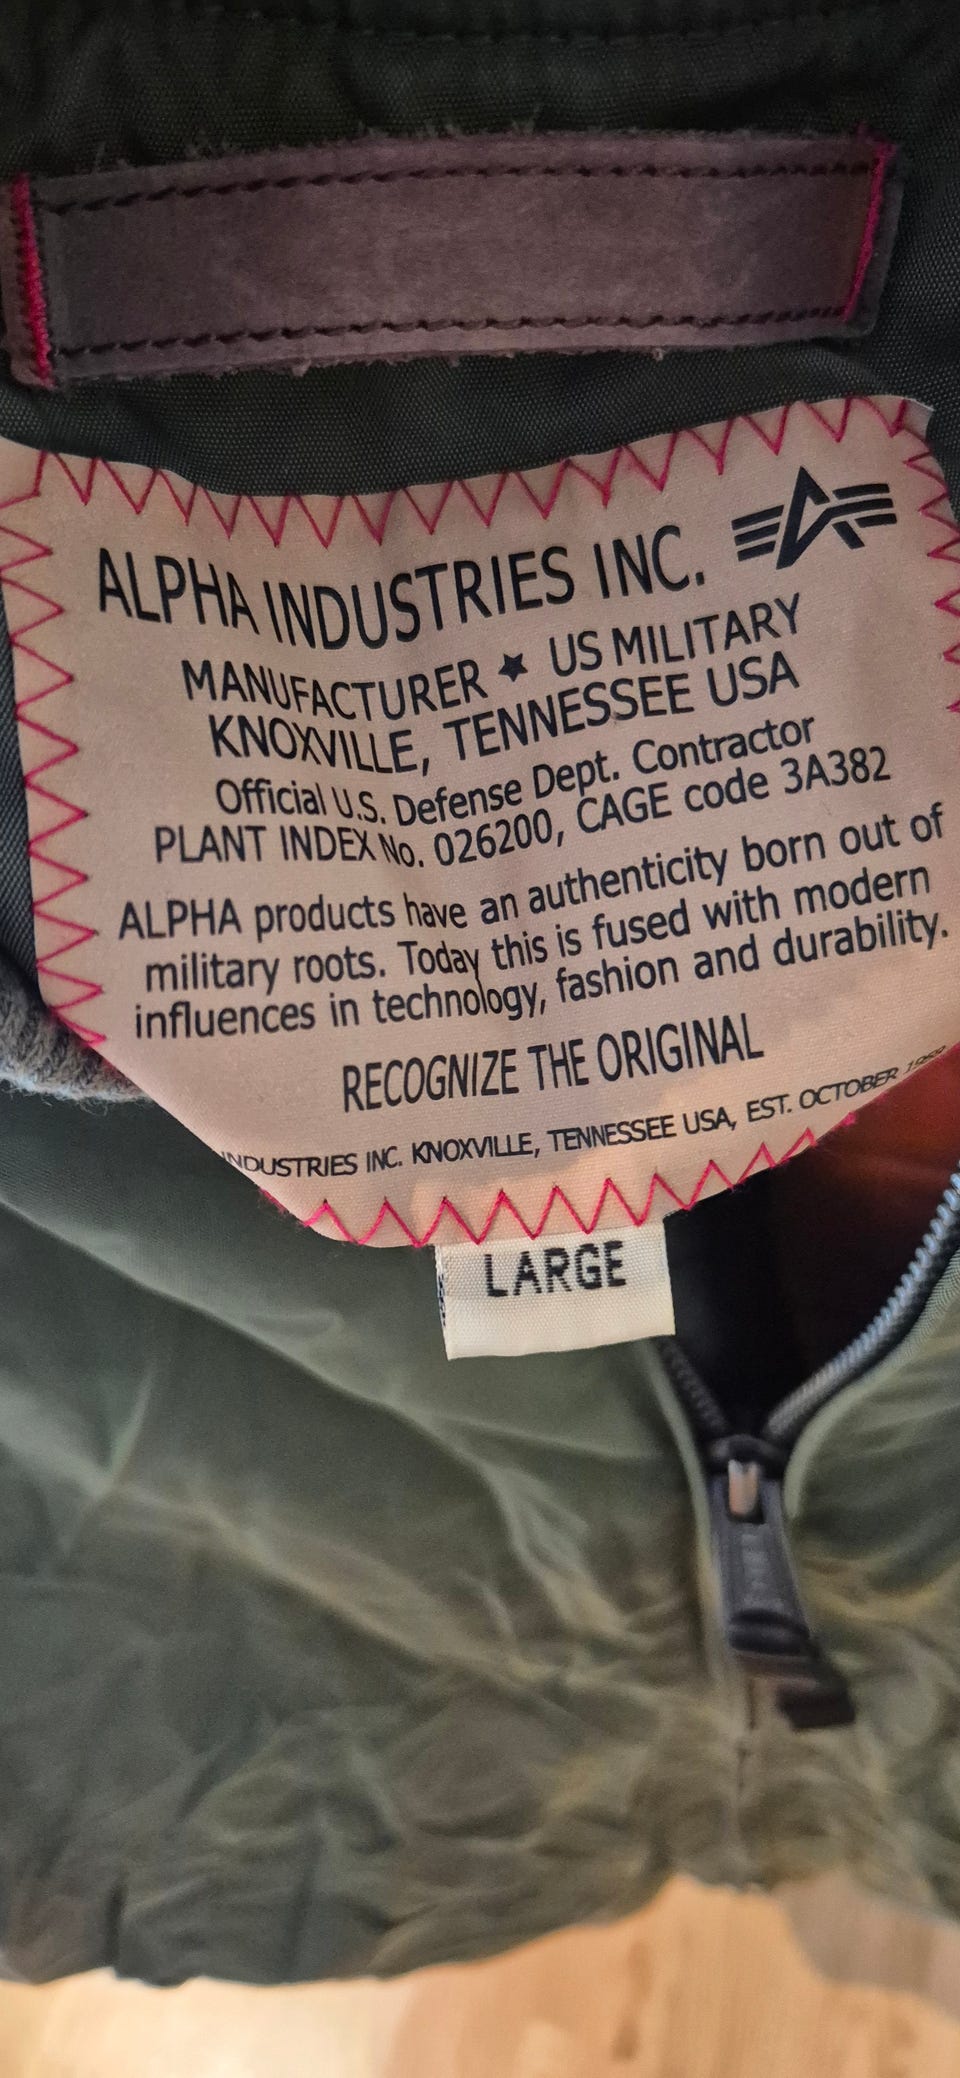 ALPHA INDUSTRIES INC.
MANUFACTURER ★ US MILITARY
KNOXVILLE, TENNESSEE USA
Official U.S. Defense Dept. Contractor
PLANT INDEX No. 026200, CAGE code 3A382
ALPHA products have an authenticity born out of
military roots. Today this is fused with modern
influences in technology, fashion and durability.
RECOGNIZE THE ORIGINAL
INDUSTRIES INC. KNOXVILLE, TENNESSEE USA, EST. OCTOBER
LARGE